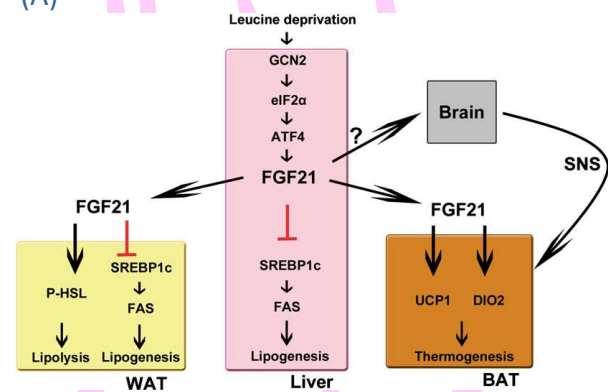 (A)
Leucine deprivation
GCN2
eIF2α
ATF4
?
Brain
FGF21
SNS
FGF21
FGF21
SREBP1c
SREBP1c
P-HSL
UCP1 DIO2
FAS
FAS
Lipolysis Lipogenesis
Lipogenesis
Thermogenesis
WAT
Liver
BAT